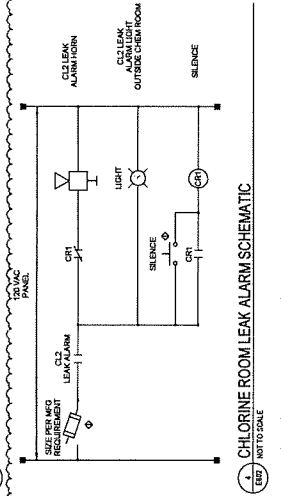 120 VAC
PANEL
SIZE PER MFG
REQUIREMENT
CL2
LEAK ALARM
CR1
CL2 LEAK
ALARM HORN
LIGHT
CL2 LEAK
ALARM LIGHT
OUTSIDE CHEM ROOM
SILENCE
CR1
CR1
SILENCE
4
E602
CHLORINE ROOM LEAK ALARM SCHEMATIC
NOT TO SCALE